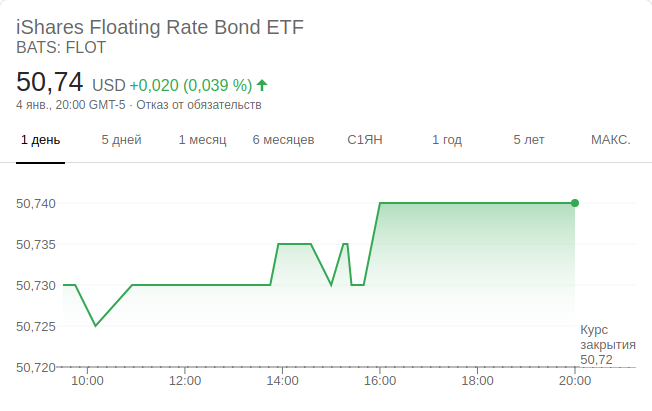 iShares Floating Rate Bond ETF
BATS: FLOT
50,74 USD +0,020 (0,039 %)
4 янв., 20:00 GMT-5 · Отказ от обязательств
1 день 5 дней 1 месяц 6 месяцев С1ЯН 1 год 5 лет МАКС.
50,740
50,735
50,730
50,725
Курс
закрытия
50,72
50,720
10:00 12:00 14:00 16:00 18:00 20:00